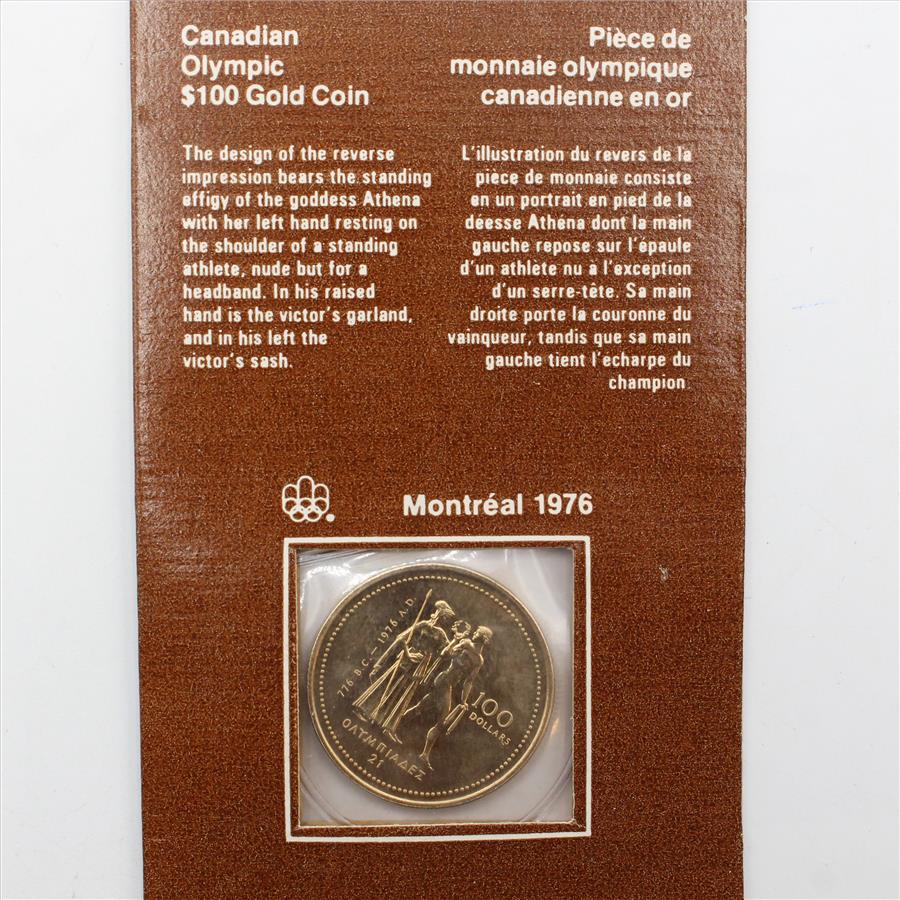 Canadian
Olympic
$100 Gold Coin
The design of the reverse
impression bears the standing
effigy of the goddess Athena
with her left hand resting on
the shoulder of a standing
athlete, nude but for a
headband. In his raised
hand is the victor's garland,
and in his left the
victor's sash.
Pièce de
monnaie olympique
canadienne en or
L'illustration du revers de la
pièce de monnaie consiste
en un portrait en pied de la
déesse Athéna dont la main
gauche repose sur l'épaule
d'un athlète nu à l'exception
d'un serre-tête. Sa main
droite porte la couronne du
vainqueur, tandis que sa main
gauche tient l'echarpe du
champion.
Montréal 1976
776 B.C. — 1976 A.D.
100
DOLLARS
ΟΛΥΜΠΙΑΔΕΣ
21